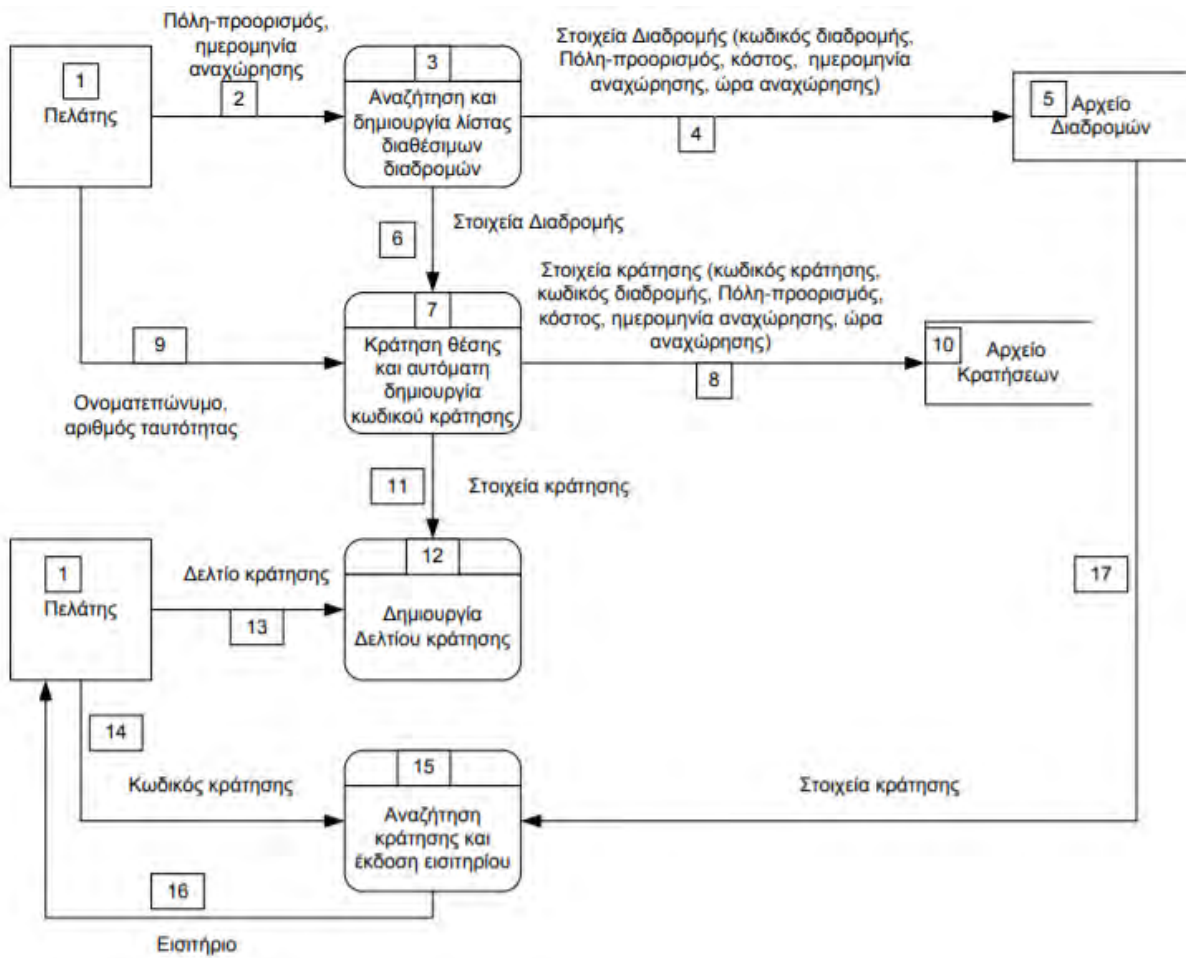 Πόλη-προορισμός,
ημερομηνία
αναχώρησης
2
1
Πελάτης
3
Αναζήτηση και
δημιουργία λίστας
διαθέσιμων
διαδρομών
Στοιχεία Διαδρομής (κωδικός διαδρομής,
Πόλη-προορισμός, κόστος, ημερομηνία
αναχώρησης, ώρα αναχώρησης)
4
5
Αρχείο
Διαδρομών
6
Στοιχεία Διαδρομής
7
Κράτηση θέσης
και αυτόματη
δημιουργία
κωδικού κράτησης
Στοιχεία κράτησης (κωδικός κράτησης,
κωδικός διαδρομής, Πόλη-προορισμός,
κόστος, ημερομηνία αναχώρησης, ώρα
αναχώρησης)
8
9
Ονοματεπώνυμο,
αριθμός ταυτότητας
10
Αρχείο
Κρατήσεων
11
Στοιχεία κράτησης
1
Πελάτης
Δελτίο κράτησης
13
12
Δημιουργία
Δελτίου κράτησης
17
14
Κωδικός κράτησης
15
Αναζήτηση
κράτησης και
έκδοση εισιτηρίου
Στοιχεία κράτησης
16
Εισιτήριο